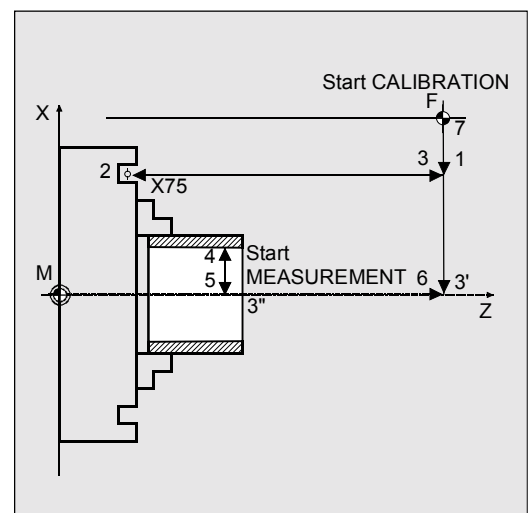 Start CALIBRATION
F
X
7
2
3 1
X75
4 Start
M
5 MEASUREMENT 6 3'
3"
Z